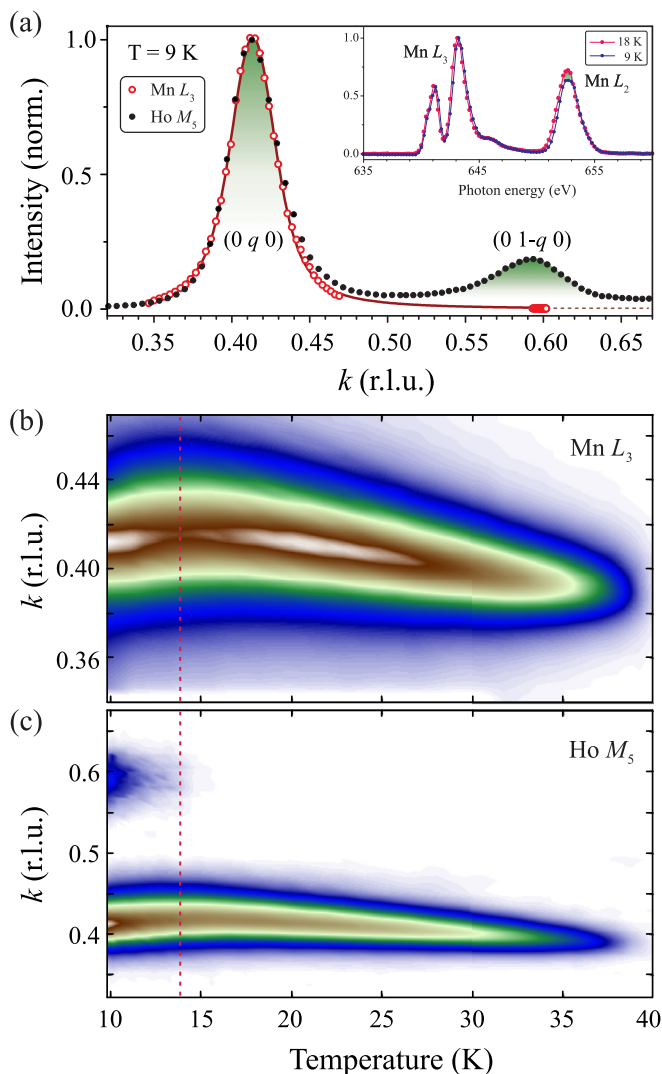 (a)
T = 9 K
Mn L3
Ho M5
Intensity (norm.)
1.0
0.5
0.0
(0 q 0)
(0 1-q 0)
0.35 0.40 0.45 0.50 0.55 0.60 0.65
k (r.l.u.)
Mn L3
Mn L2
18 K
9 K
1.0
0.5
0.0
635 645 655
Photon energy (eV)
(b)
Mn L3
k (r.l.u.)
0.44
0.40
0.36
(c)
Ho M5
k (r.l.u.)
0.6
0.5
0.4
10 15 20 25 30 35 40
Temperature (K)